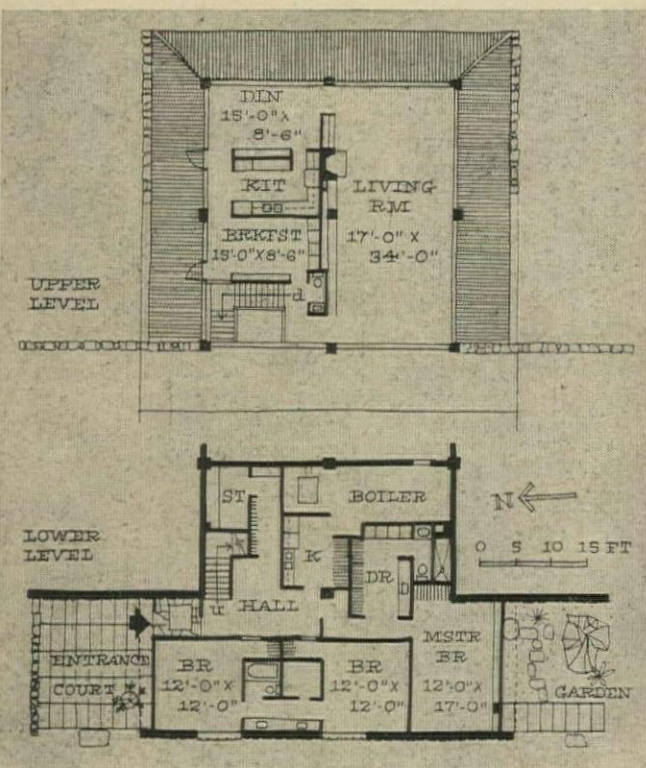 DIN
15'-0" X
8'-6"
KIT
LIVING
RM
17'-0" X
34'-0"
BRKFST
15'-0" X 8'-6"
d
UPPER
LEVEL
ST
BOILER
N
LOWER
LEVEL
K
DR
D
0 5 10 15 FT
u
HALL
ENTRANCE
COURT
BR
12'-0" X
12'-0"
BR
12'-0" X
12'-0"
MSTR
BR
12'-0" X
17'-0"
GARDEN